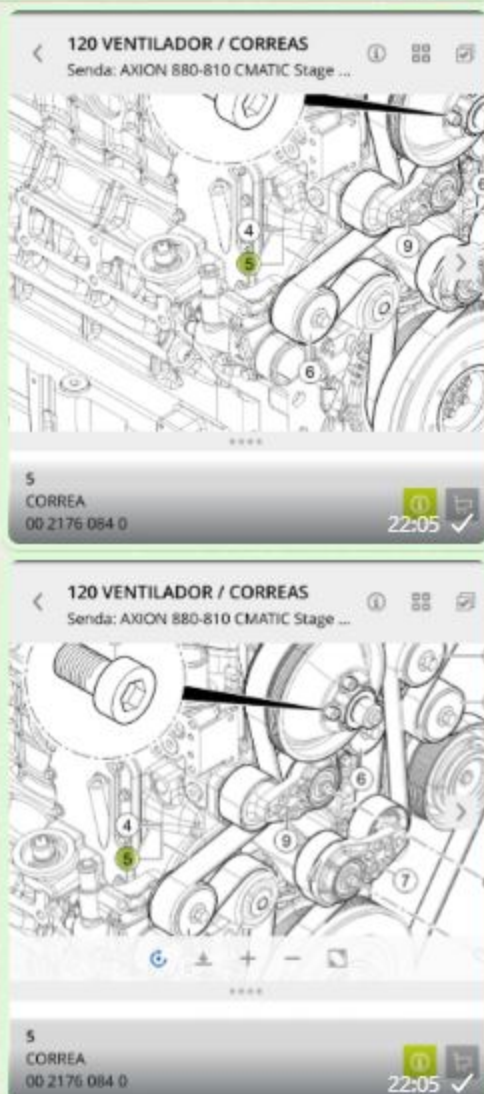 120 VENTILADOR / CORREAS
Senda: AXION 880-810 CMATIC Stage ...
4
5
9
6
5
CORREA
00 2176 084 0
22:05
120 VENTILADOR / CORREAS
Senda: AXION 880-810 CMATIC Stage ...
6
4
9
5
7
5
CORREA
00 2176 084 0
22:05